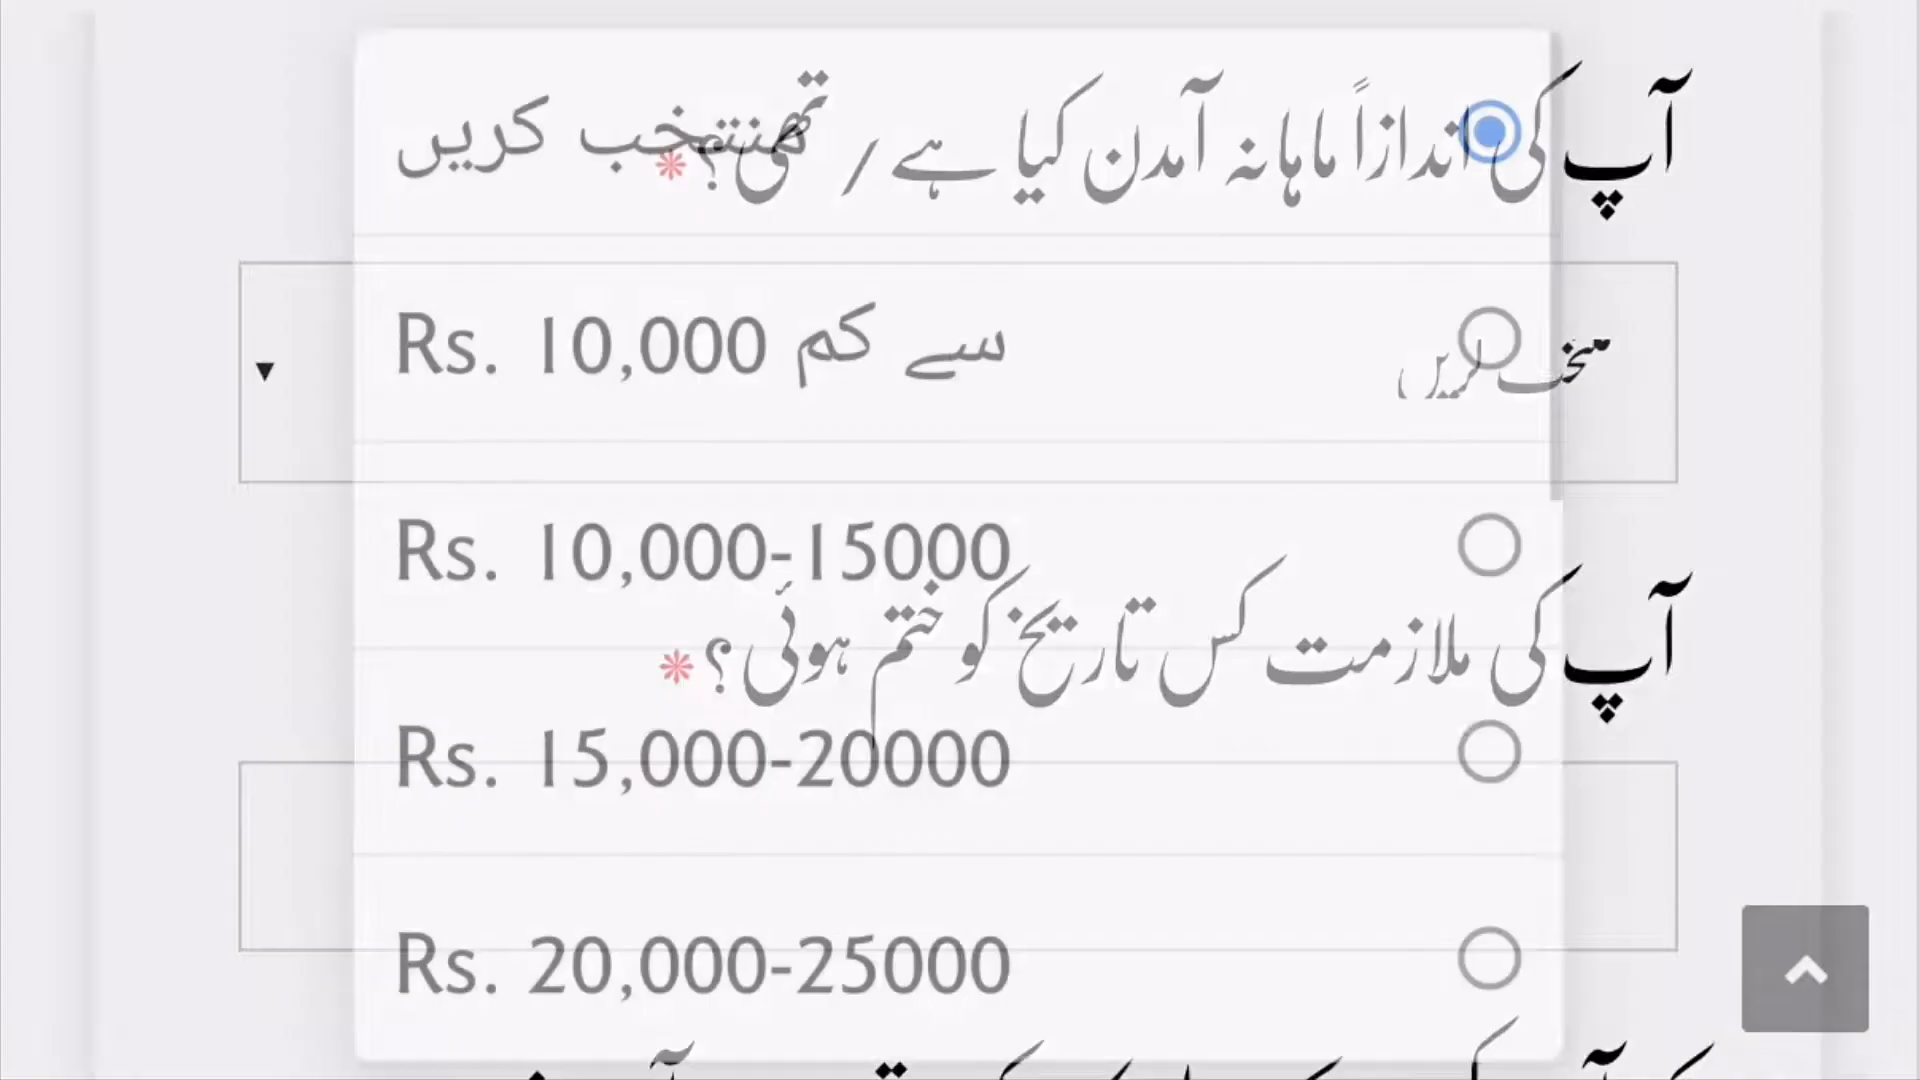 آپ کی اندازاً ماہانہ آمدن کیا ہے / تھی؟ *
منتخب کریں
Rs. 10,000 سے کم
منتخب کریں
Rs. 10,000-15000
آپ کی ملازمت کس تاریخ کو ختم ہوئی؟ *
Rs. 15,000-20000
Rs. 20,000-25000